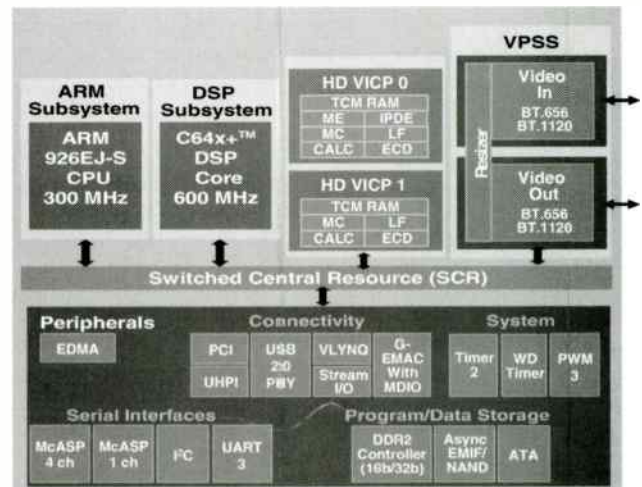 VPSS
ARM
Subsystem
ARM
926EJ-S
CPU
300 MHz
DSP
Subsystem
C64x+™
DSP
Core
600 MHz
HD VICP 0
TCM RAM
ME IPDE
MC LF
CALC ECD
HD VICP 1
TCM RAM
MC LF
CALC ECD
Resizer
Video
In
BT.656
BT.1120
Video
Out
BT.656
BT.1120
Switched Central Resource (SCR)
Peripherals
EDMA
Connectivity
PCI
UHPI
USB
2.0
PHY
VLYNQ
Stream
I/O
G-
EMAC
With
MDIO
System
Timer
2
WD
Timer
PWM
3
Serial Interfaces
McASP
4 ch
McASP
1 ch
I²C
UART
3
Program/Data Storage
DDR2
Controller
(16b/32b)
Async
EMIF/
NAND
ATA